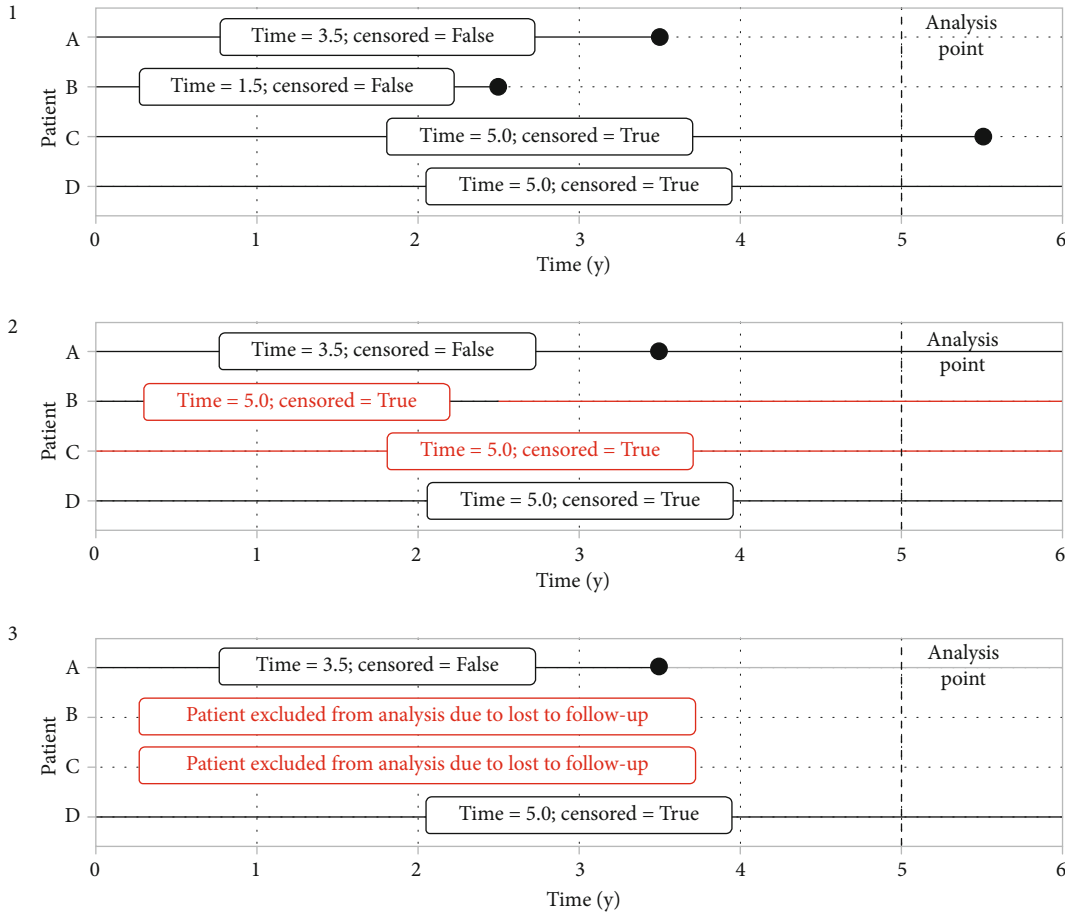 1
Analysis
point
A
Time = 3.5; censored = False
B
Time = 1.5; censored = False
C
Time = 5.0; censored = True
D
Time = 5.0; censored = True
Patient
0 1 2 3 4 5 6
Time (y)
2
Analysis
point
A
Time = 3.5; censored = False
B
Time = 5.0; censored = True
C
Time = 5.0; censored = True
D
Time = 5.0; censored = True
Patient
0 1 2 3 4 5 6
Time (y)
3
Analysis
point
A
Time = 3.5; censored = False
B
Patient excluded from analysis due to lost to follow-up
C
Patient excluded from analysis due to lost to follow-up
D
Time = 5.0; censored = True
Patient
0 1 2 3 4 5 6
Time (y)